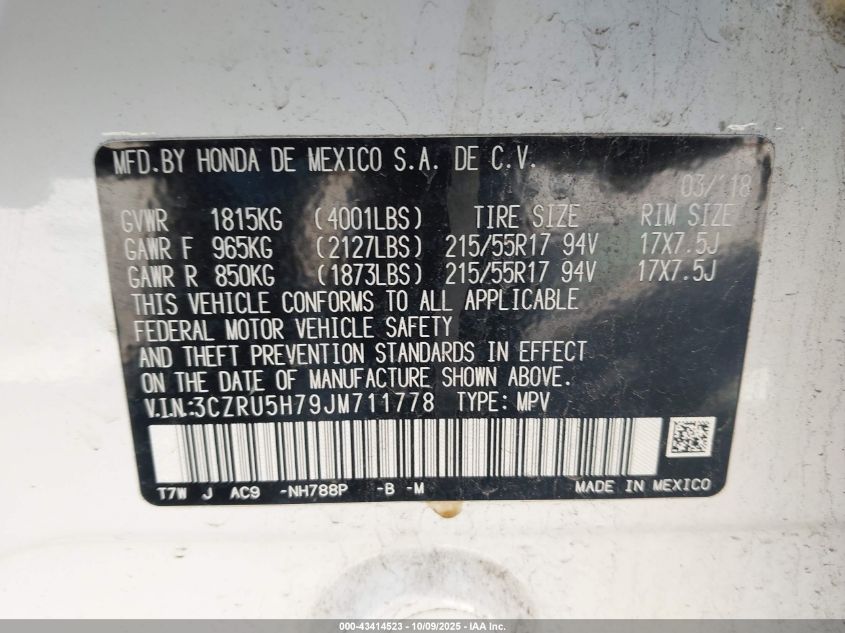 MFD.BY HONDA DE MEXICO S.A. DE C.V.
03/'18
GVWR 1815KG (4001LBS) TIRE SIZE RIM SIZE
GAWR F 965KG (2127LBS) 215/55R17 94V 17X7.5J
GAWR R 850KG (1873LBS) 215/55R17 94V 17X7.5J
THIS VEHICLE CONFORMS TO ALL APPLICABLE
FEDERAL MOTOR VEHICLE SAFETY
AND THEFT PREVENTION STANDARDS IN EFFECT
ON THE DATE OF MANUFACTURE SHOWN ABOVE.
V.I.N.:3CZRU5H79JM711778 TYPE: MPV
T7W J AC9 -NH788P -B -M MADE IN MEXICO
000-43414523 - 10/09/2025 - IAA Inc.